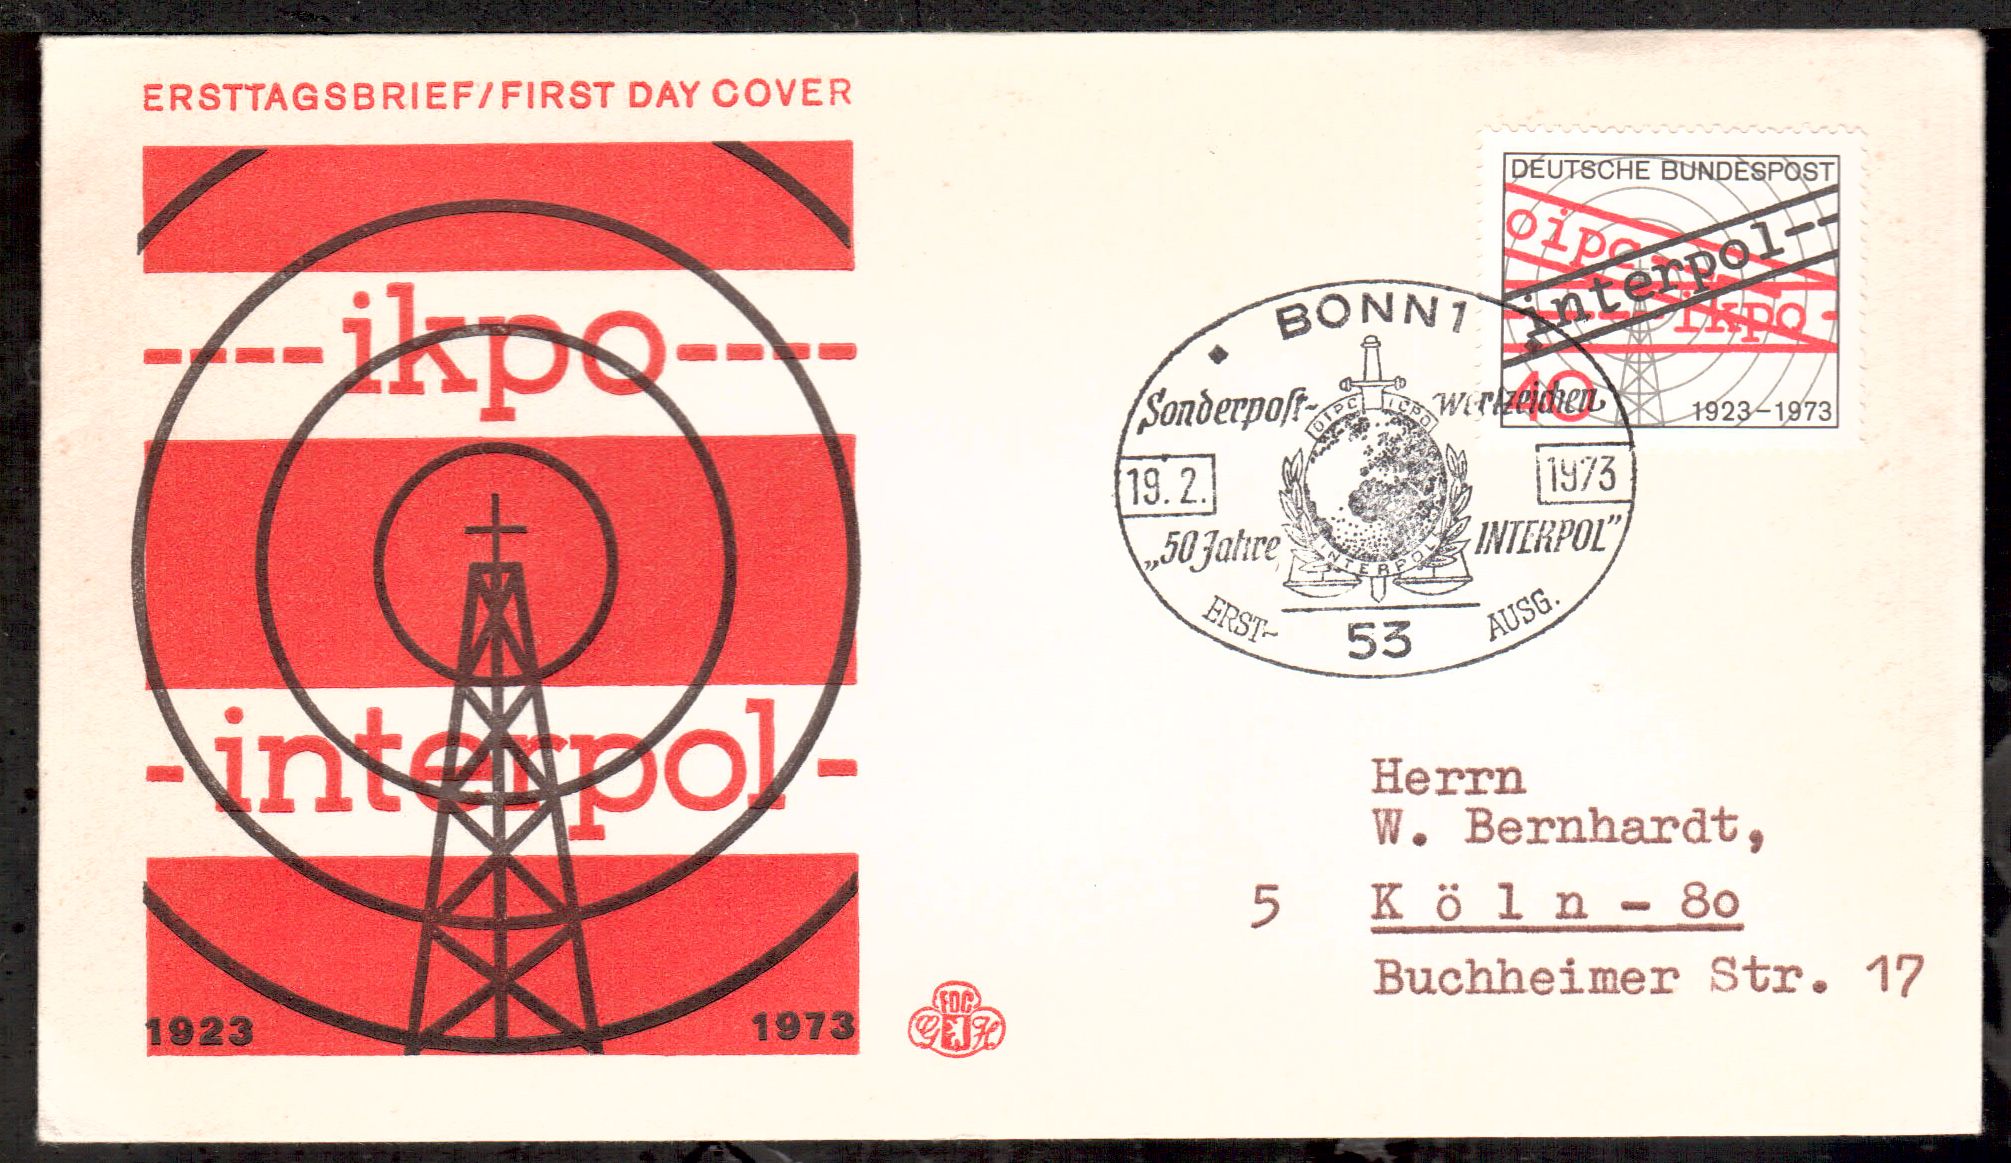 ERSTTAGSBRIEF/FIRST DAY COVER
----ikpo----
-interpol-
1923 1973
FDC
G H
DEUTSCHE BUNDESPOST
oipc
interpol--
ikpo -
40 1923-1973
BONN 1
Sonderpost- wertzeichen
OIPC ICPO
19.2. 1973
„50 Jahre INTERPOL”
INTERPOL
ERST- AUSG.
53
Herrn
W. Bernhardt,
5 Köln - 80
Buchheimer Str. 17